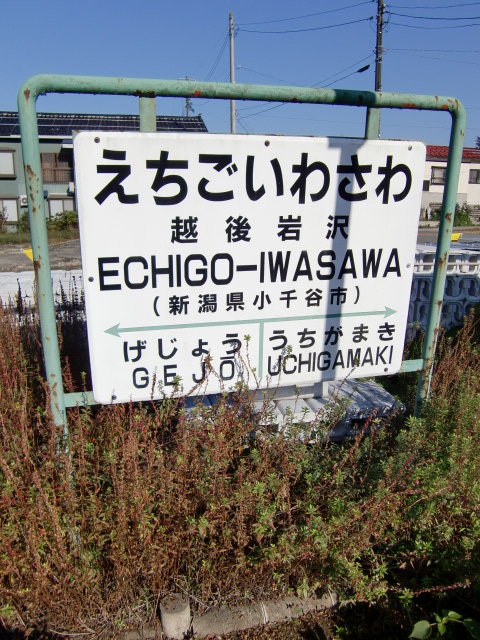 えちごいわさわ
越後岩沢
ECHIGO-IWASAWA
(新潟県小千谷市)
げじょう うちがまき
GEJO UCHIGAMAKI